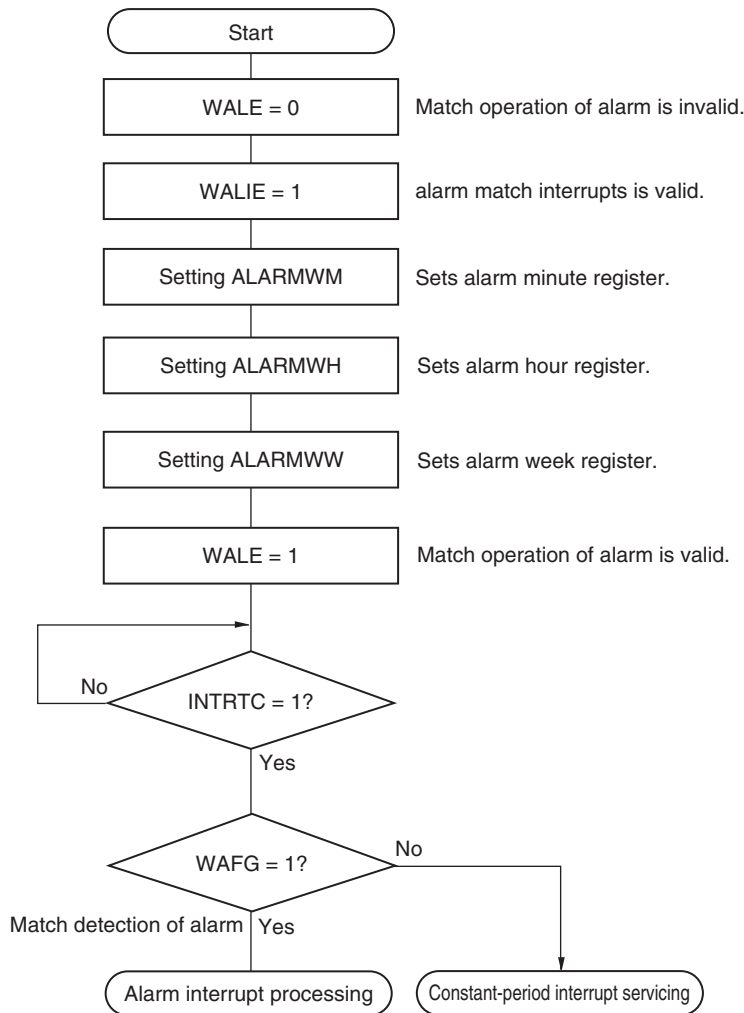 Start
WALE = 0
Match operation of alarm is invalid.
WALIE = 1
alarm match interrupts is valid.
Setting ALARMWM
Sets alarm minute register.
Setting ALARMWH
Sets alarm hour register.
Setting ALARMWW
Sets alarm week register.
WALE = 1
Match operation of alarm is valid.
No
INTRTC = 1?
Yes
WAFG = 1?
No
Match detection of alarm
Yes
Alarm interrupt processing
Constant-period interrupt servicing